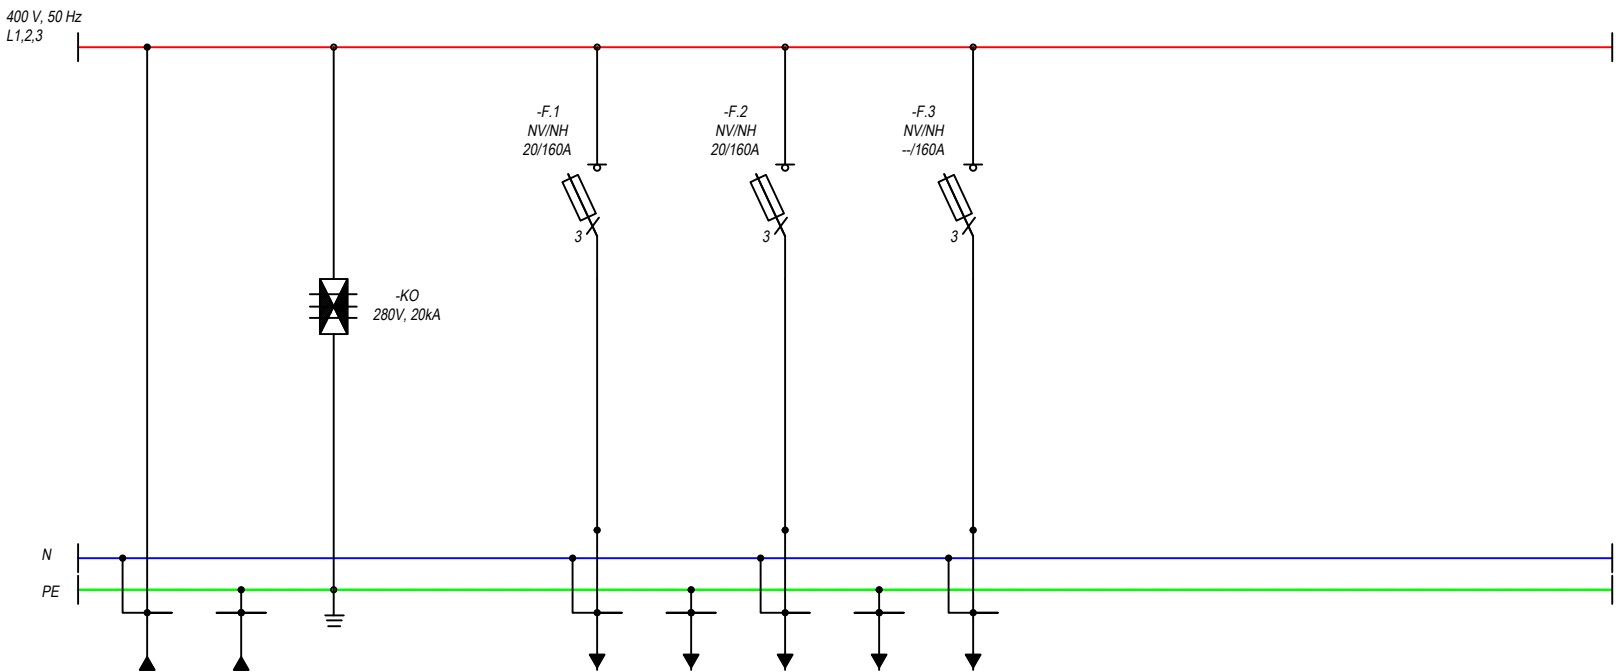 400 V, 50 Hz
L1,2,3
-F.1
NV/NH
20/160A
-F.2
NV/NH
20/160A
-F.3
NV/NH
--/160A
3
3
3
-KO
280V, 20kA
N
PE